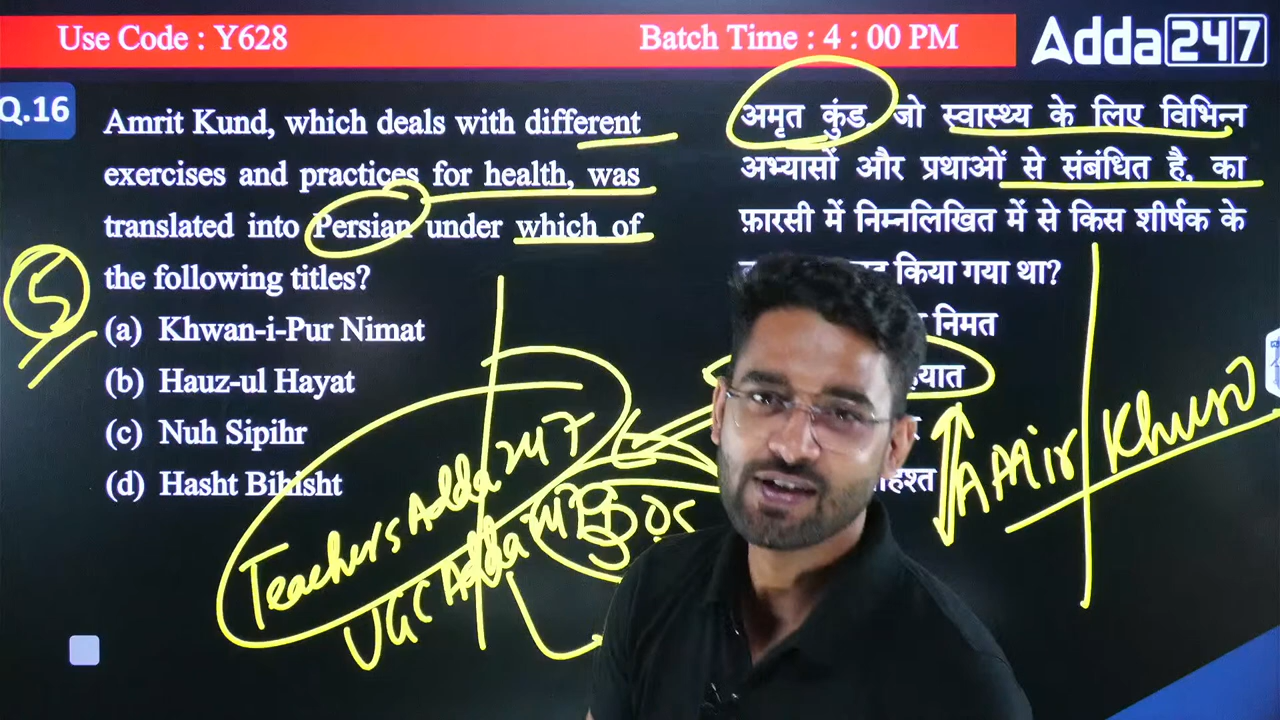 Use Code : Y628
Batch Time : 4 : 00 PM
Adda 247
Q.16
Amrit Kund, which deals with different
exercises and practices for health, was
translated into Persian under which of
the following titles?
(a) Khwan-i-Pur Nimat
(b) Hauz-ul Hayat
(c) Nuh Sipihr
(d) Hasht Bihisht
अमृत कुंड, जो स्वास्थ्य के लिए विभिन्न
अभ्यासों और प्रथाओं से संबंधित है, का
फ़ारसी में निम्नलिखित में से किस शीर्षक के
किया गया था?
निमत
5
Teachers Adda 247
UGC Adda
Amir Khusro